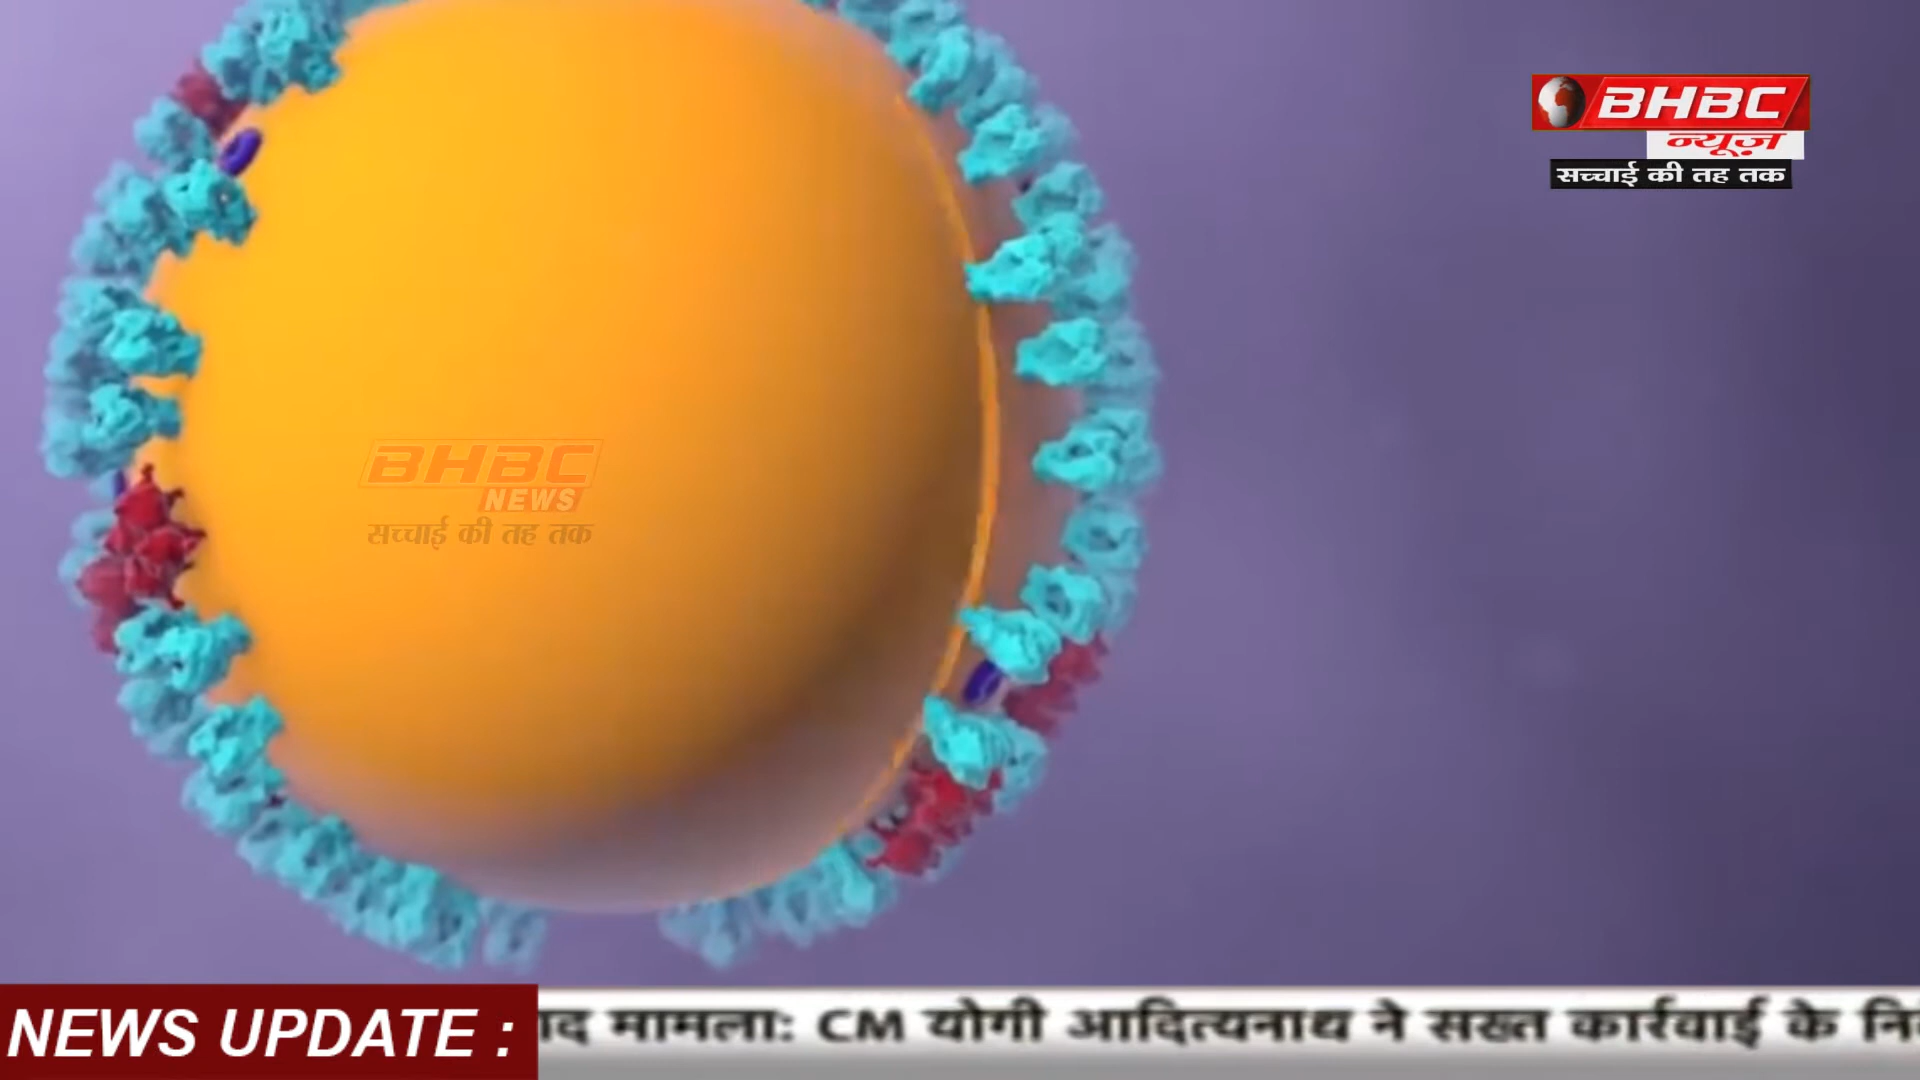 BHBC
न्यूज़
सच्चाई की तह तक
BHBC
NEWS
सच्चाई की तह तक
NEWS UPDATE :
मामला: CM योगी आदित्यनाथ ने सख्त कार्रवाई के